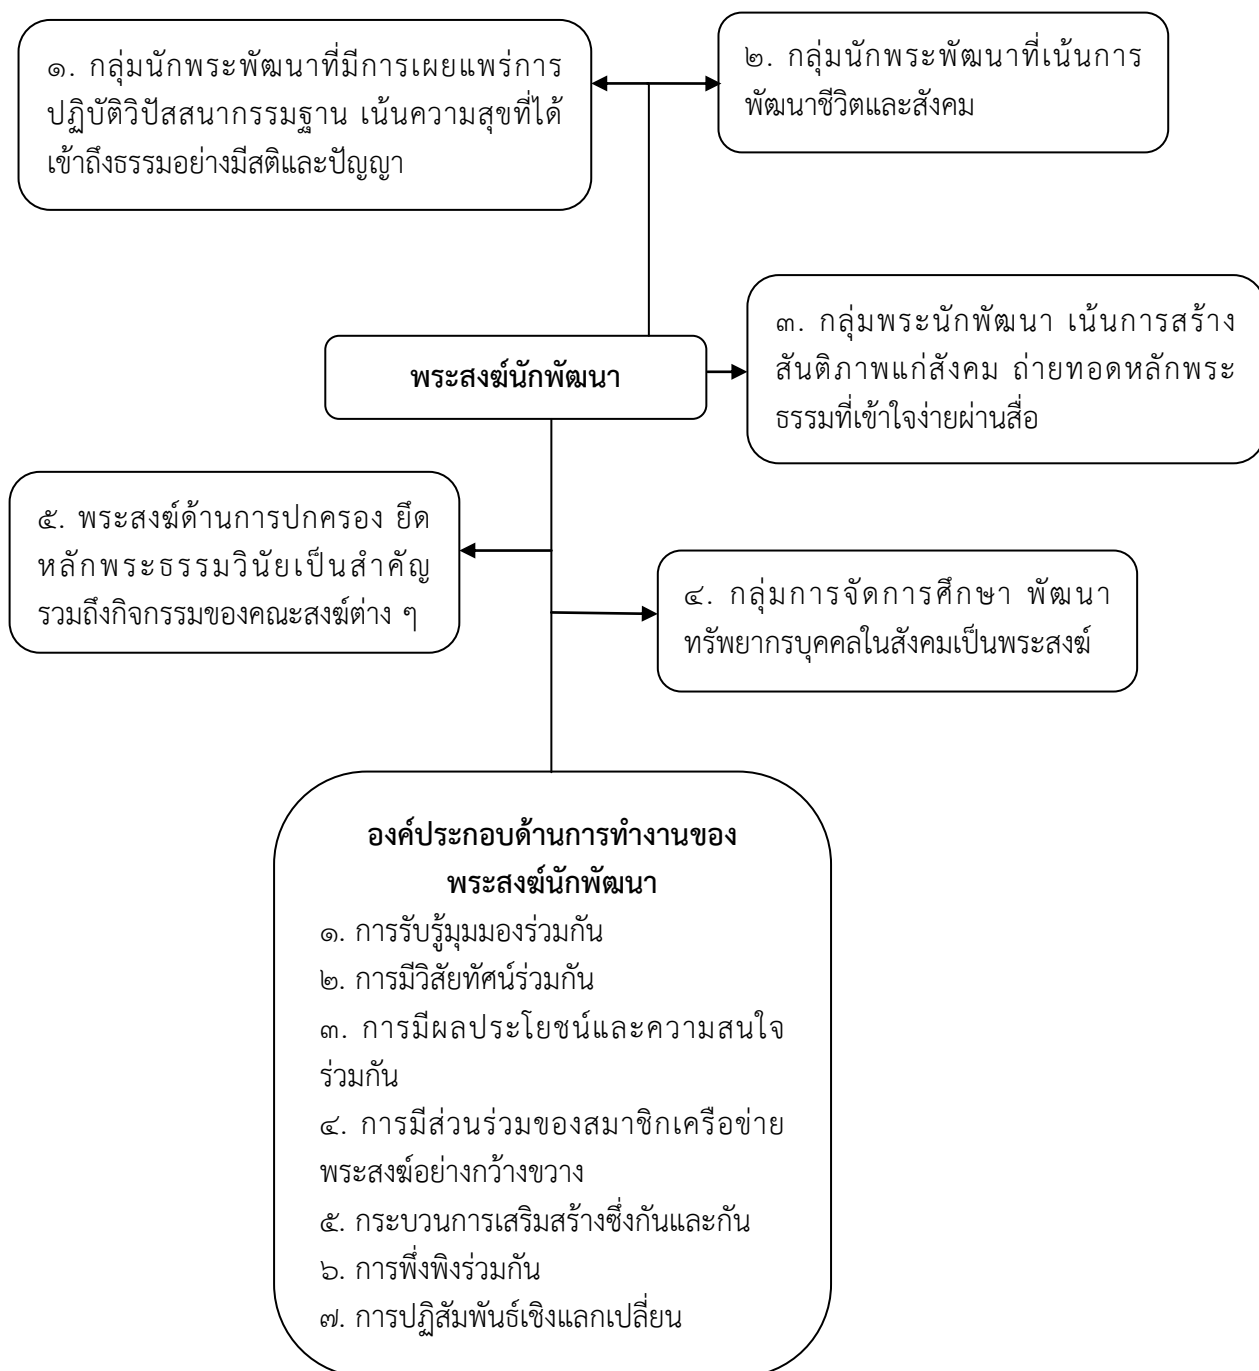 ๑. กลุ่มนักพระพัฒนาที่มีการเผยแพร่การ
ปฏิบัติวิปัสสนากรรมฐาน เน้นความสุขที่ได้
เข้าถึงธรรมอย่างมีสติและปัญญา
๒. กลุ่มนักพระพัฒนาที่เน้นการ
พัฒนาชีวิตและสังคม
๓. กลุ่มพระนักพัฒนา เน้นการสร้าง
สันติภาพแก่สังคม ถ่ายทอดหลักพระ
ธรรมที่เข้าใจง่ายผ่านสื่อ
พระสงฆ์นักพัฒนา
๕. พระสงฆ์ด้านการปกครอง ยึด
หลักพระธรรมวินัยเป็นสำคัญ
รวมถึงกิจกรรมของคณะสงฆ์ต่าง ๆ
๔. กลุ่มการจัดการศึกษา พัฒนา
ทรัพยากรบุคคลในสังคมเป็นพระสงฆ์
องค์ประกอบด้านการทำงานของ
พระสงฆ์นักพัฒนา
๑. การรับรู้มุมมองร่วมกัน
๒. การมีวิสัยทัศน์ร่วมกัน
๓. การมีผลประโยชน์และความสนใจ
ร่วมกัน
๔. การมีส่วนร่วมของสมาชิกเครือข่าย
พระสงฆ์อย่างกว้างขวาง
๕. กระบวนการเสริมสร้างซึ่งกันและกัน
๖. การพึ่งพิงร่วมกัน
๗. การปฏิสัมพันธ์เชิงแลกเปลี่ยน